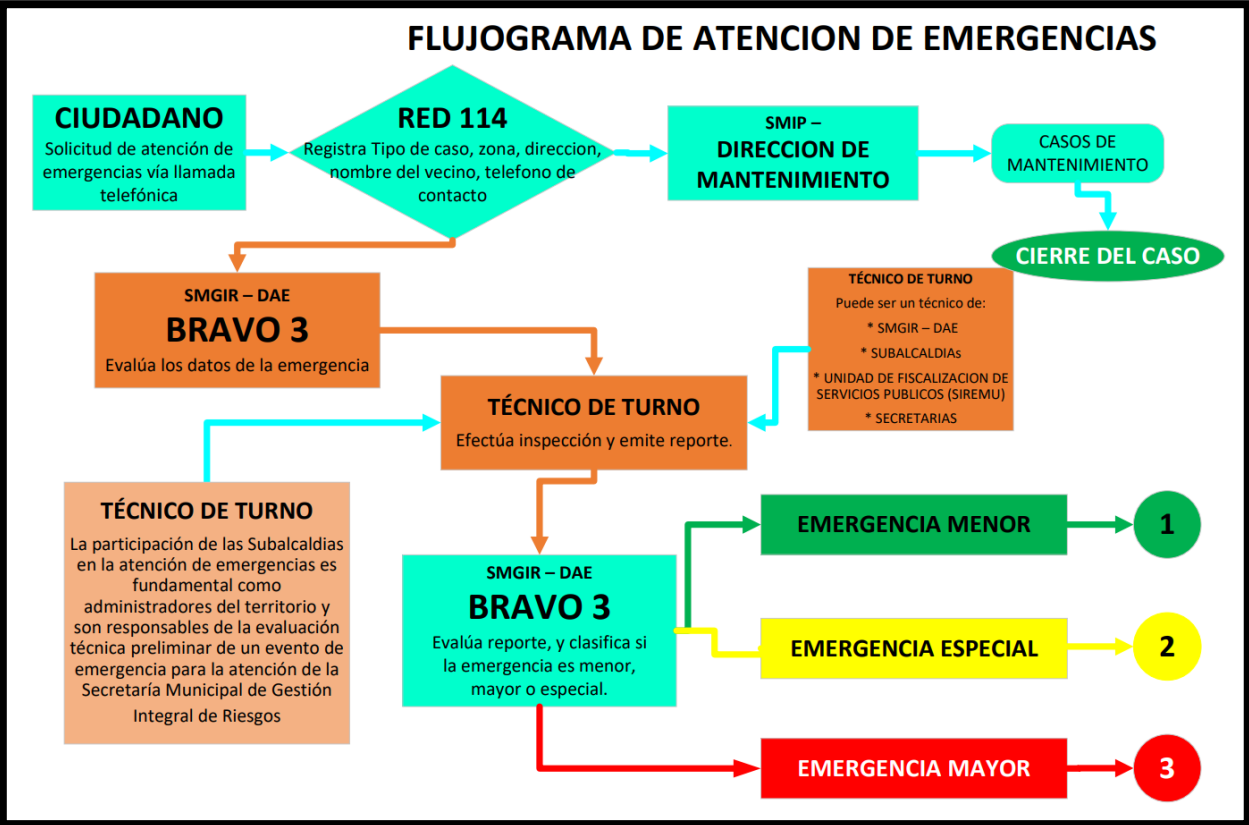 FLUJOGRAMA DE ATENCION DE EMERGENCIAS
CIUDADANO
Solicitud de atención de
emergencias vía llamada
telefónica
RED 114
Registra Tipo de caso, zona, direccion,
nombre del vecino, telefono de
contacto
SMIP –
DIRECCION DE
MANTENIMIENTO
CASOS DE
MANTENIMIENTO
CIERRE DEL CASO
SMGIR – DAE
BRAVO 3
Evalúa los datos de la emergencia
TÉCNICO DE TURNO
Puede ser un técnico de:
* SMGIR – DAE
* SUBALCALDIAs
* UNIDAD DE FISCALIZACION DE
SERVICIOS PUBLICOS (SIREMU)
* SECRETARIAS
TÉCNICO DE TURNO
Efectúa inspección y emite reporte.
TÉCNICO DE TURNO
La participación de las Subalcaldias
en la atención de emergencias es
fundamental como
administradores del territorio y
son responsables de la evaluación
técnica preliminar de un evento de
emergencia para la atención de la
Secretaría Municipal de Gestión
Integral de Riesgos
SMGIR – DAE
BRAVO 3
Evalúa reporte, y clasifica si
la emergencia es menor,
mayor o especial.
EMERGENCIA MENOR
1
EMERGENCIA ESPECIAL
2
EMERGENCIA MAYOR
3